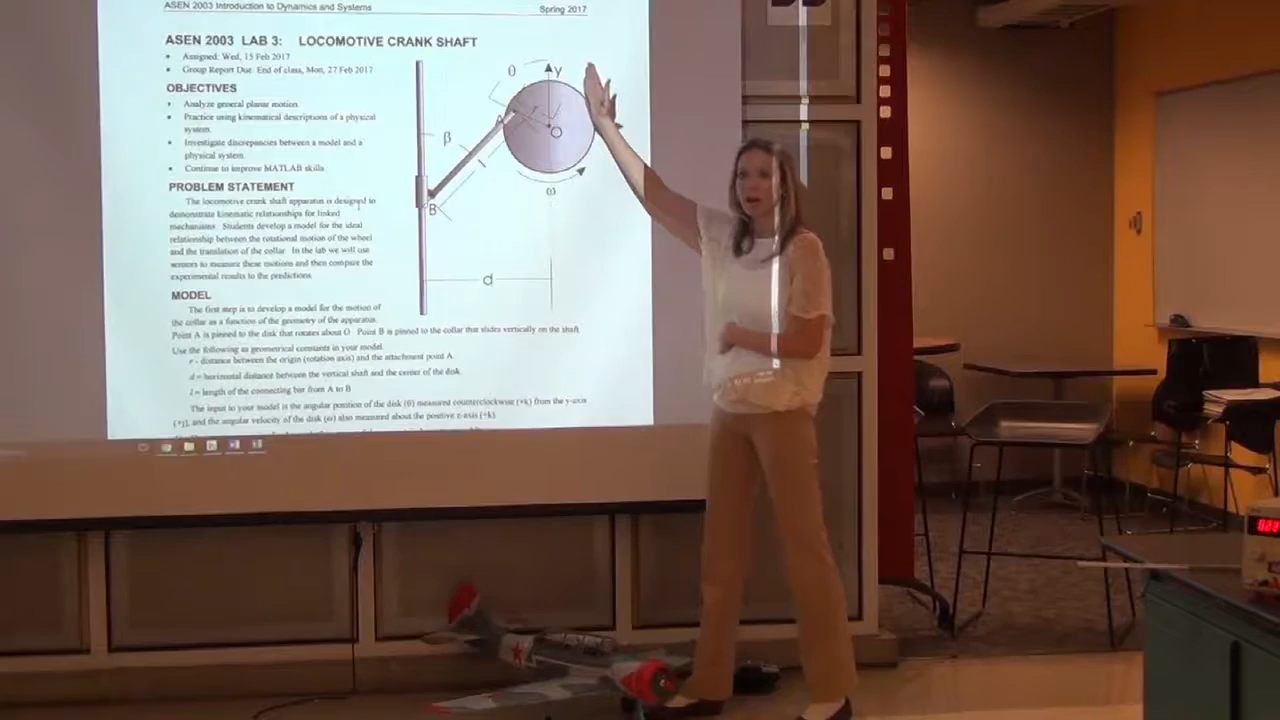 ASEN 2003 Introduction to Dynamics and Systems Spring 2017
ASEN 2003 LAB 3: LOCOMOTIVE CRANK SHAFT
• Assigned: Wed, 15 Feb 2017
• Group Report Due: End of class, Mon, 27 Feb 2017
OBJECTIVES
• Analyze general planar motion.
• Practice using kinematical descriptions of a physical
system.
• Investigate discrepancies between a model and a
physical system.
• Continue to improve MATLAB skills
PROBLEM STATEMENT
The locomotive crank shaft apparatus is designed to
demonstrate kinematic relationships for linked
mechanisms. Students develop a model for the ideal
relationship between the rotational motion of the wheel
and the translation of the collar. In the lab we will use
sensors to measure these motions and then compare the
experimental results to the predictions.
θ
y
r
A
O
β
l
B
ω
d
MODEL
The first step is to develop a model for the motion of
the collar as a function of the geometry of the apparatus.
Point A is pinned to the disk that rotates about O. Point B is pinned to the collar that slides vertically on the shaft.
Use the following as geometrical constants in your model.
r - distance between the origin (rotation axis) and the attachment point A.
d = horizontal distance between the vertical shaft and the center of the disk.
l = length of the connecting bar from A to B
The input to your model is the angular position of the disk (θ) measured counterclockwise (+k) from the y-axis
(+j), and the angular velocity of the disk (ω) also measured about the positive z-axis (+k).